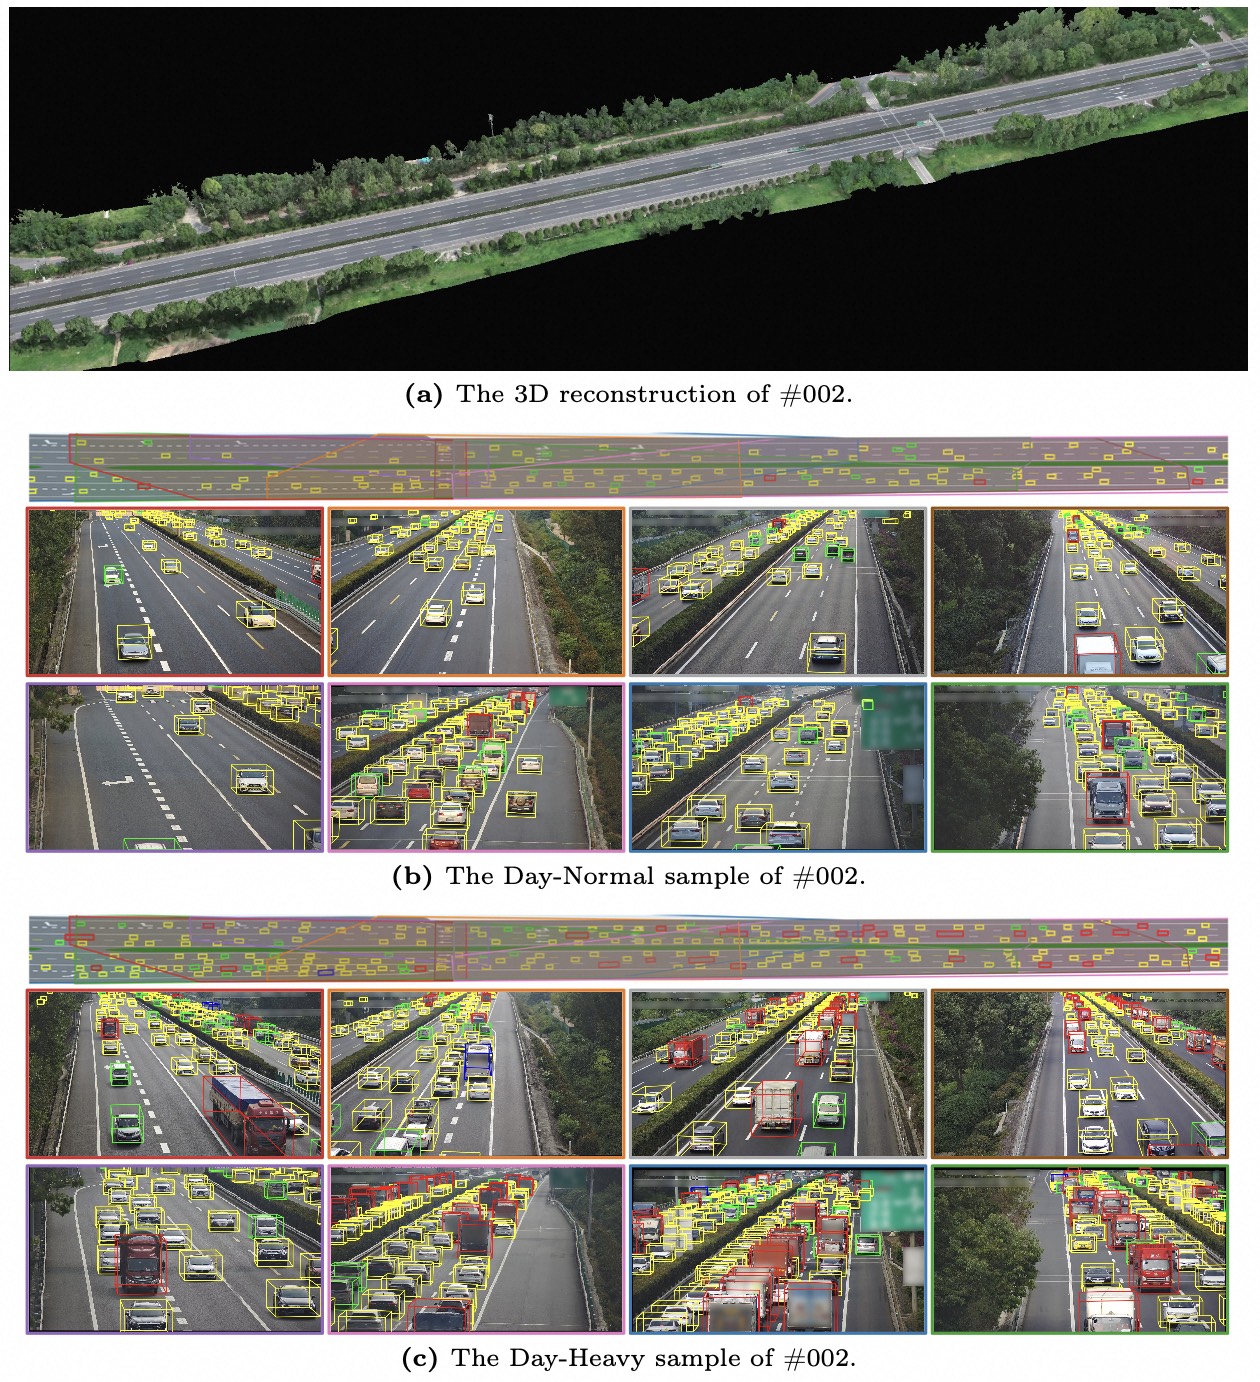 (a) The 3D reconstruction of #002.
(b) The Day-Normal sample of #002.
(c) The Day-Heavy sample of #002.